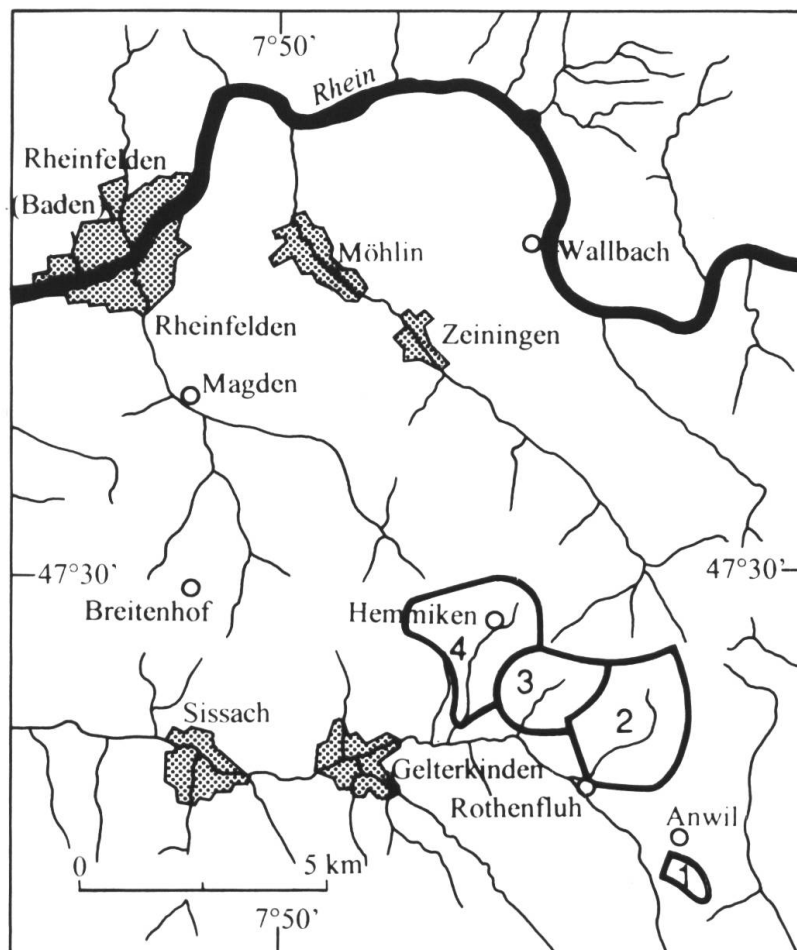 7°50'
Rhein
Rheinfelden
(Baden)
Möhlin
Wallbach
Rheinfelden
Zeiningen
Magden
47°30'
47°30'
Breitenhof
Hemmiken
4
3
2
Sissach
Gelterkinden
Rothenfluh
Anwil
1
0
5 km
7°50'